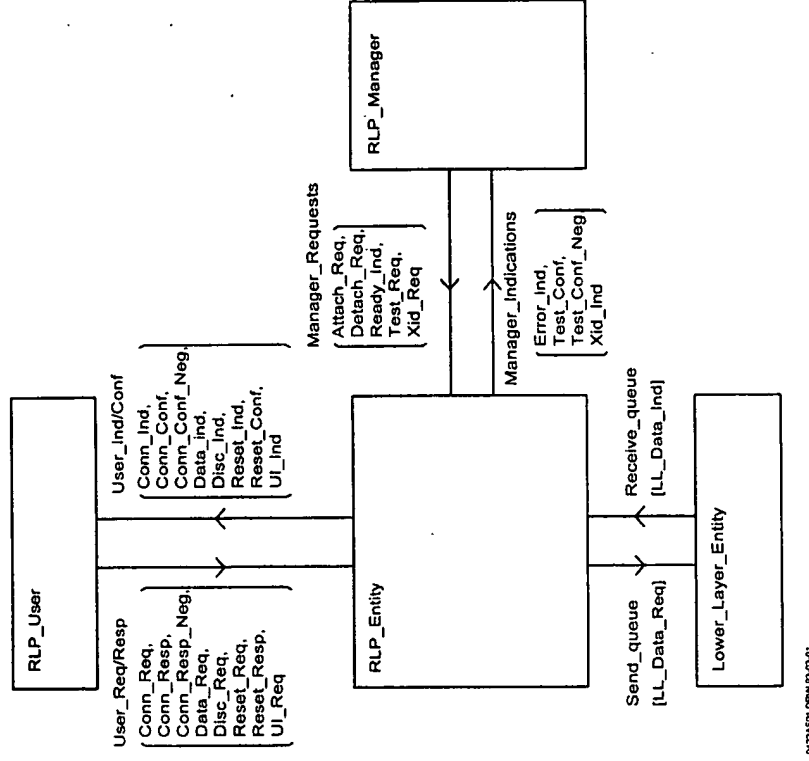 RLP_User
User_Req/Resp
Conn_Req,
Conn_Resp,
Conn_Resp_Neg,
Data_Req,
Disc_Req,
Reset_Req,
Reset_Resp,
UI_Req
User_Ind/Conf
Conn_Ind,
Conn_Conf,
Conn_Conf_Neg,
Data_ind,
Disc_Ind,
Reset_Ind,
Reset_Conf,
UI_Ind
RLP_Entity
Manager_Requests
Attach_Req,
Detach_Req,
Ready_Ind,
Test_Req,
Xid_Req
Manager_Indications
Error_Ind,
Test_Conf,
Test_Conf_Neg,
Xid_Ind
RLP_Manager
Send_queue
[LL_Data_Req]
Receive_queue
[LL_Data_Ind]
Lower_Layer_Entity